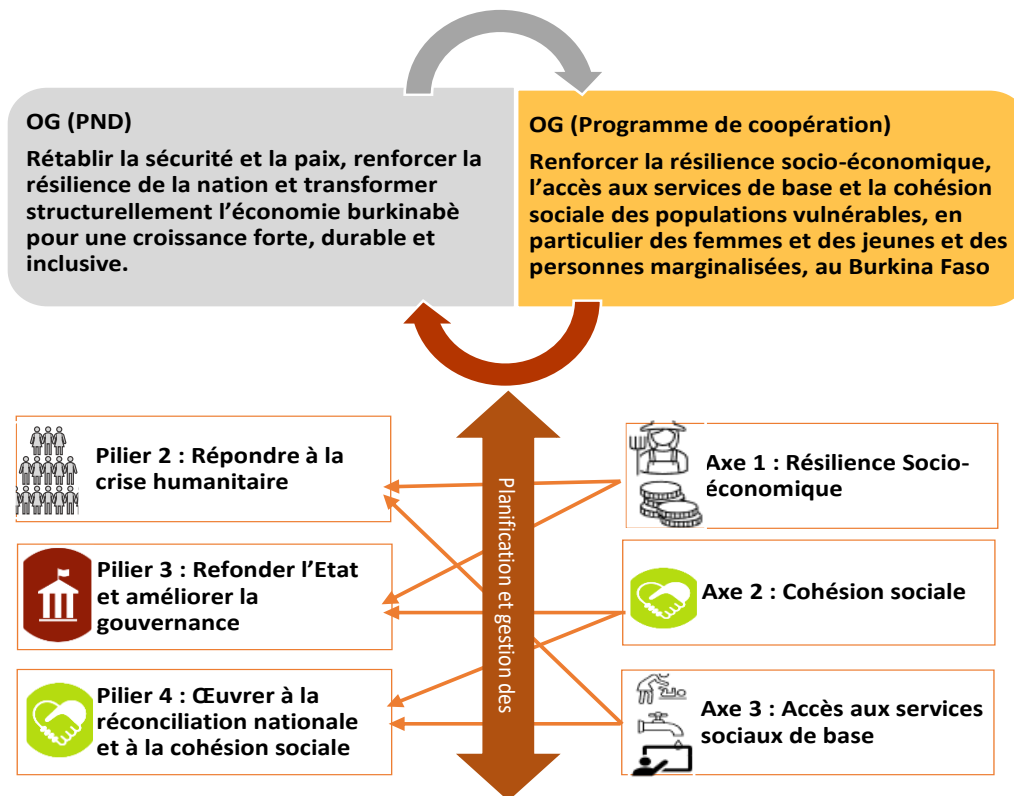 OG (PND)
Rétablir la sécurité et la paix, renforcer la
résilience de la nation et transformer
structurellement l’économie burkinabè
pour une croissance forte, durable et
inclusive.
OG (Programme de coopération)
Renforcer la résilience socio-économique,
l’accès aux services de base et la cohésion
sociale des populations vulnérables, en
particulier des femmes et des jeunes et des
personnes marginalisées, au Burkina Faso
Pilier 2 : Répondre à la
crise humanitaire
Pilier 3 : Refonder l’Etat
et améliorer la
gouvernance
Pilier 4 : Œuvrer à la
réconciliation nationale
et à la cohésion sociale
Planification et gestion des
Axe 1 : Résilience Socio-
économique
Axe 2 : Cohésion sociale
Axe 3 : Accès aux services
sociaux de base